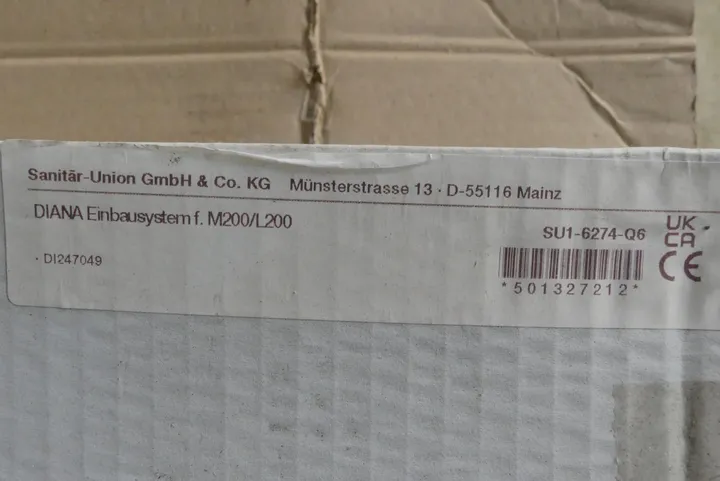 Sanitär-Union GmbH & Co. KG Münsterstrasse 13 · D-55116 Mainz
DIANA Einbausystem f. M200/L200
SU1-6274-Q6
UK
CA
· DI247049
CE
*501327212*